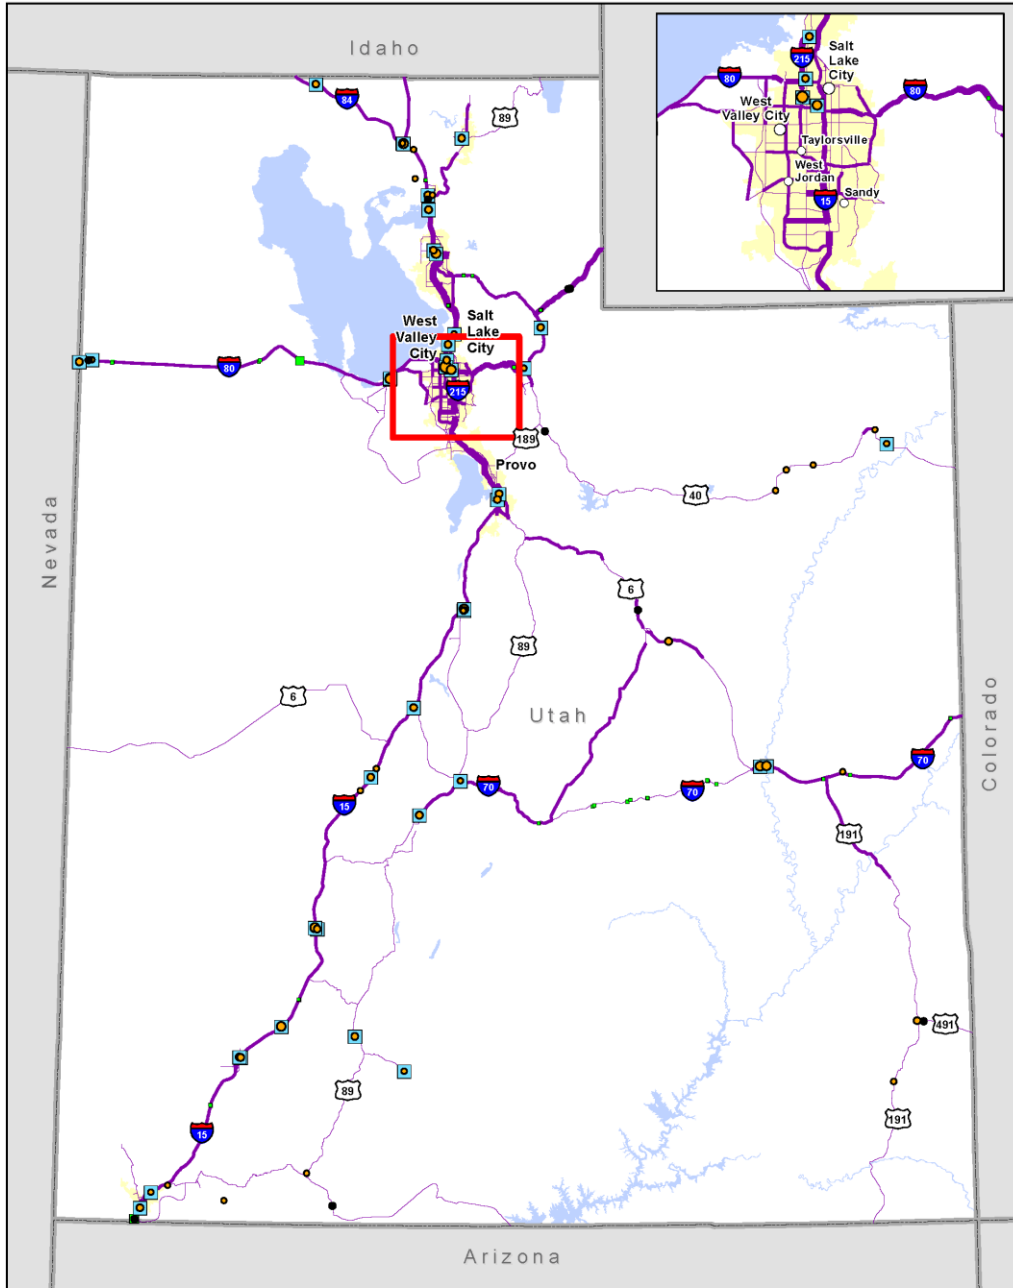 Idaho
84
89
Salt
Lake
City
215
80
80
West
Valley City
Taylorsville
West
Jordan
Sandy
15
West
Valley
City
Salt
Lake
City
80
215
189
Provo
40
Nevada
6
89
6
Utah
Colorado
70
70
70
15
191
491
89
191
15
Arizona